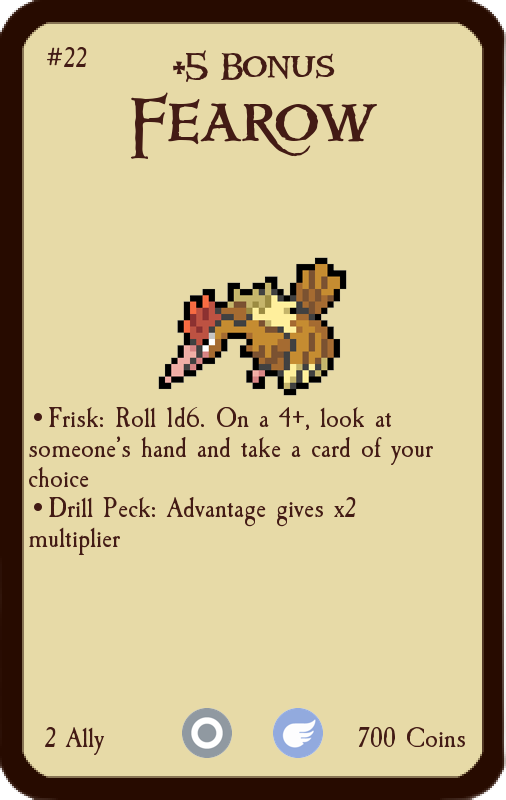 #22
+5 Bonus
Fearow
•Frisk: Roll 1d6. On a 4+, look at
someone's hand and take a card of your
choice
•Drill Peck: Advantage gives x2
multiplier
2 Ally
700 Coins